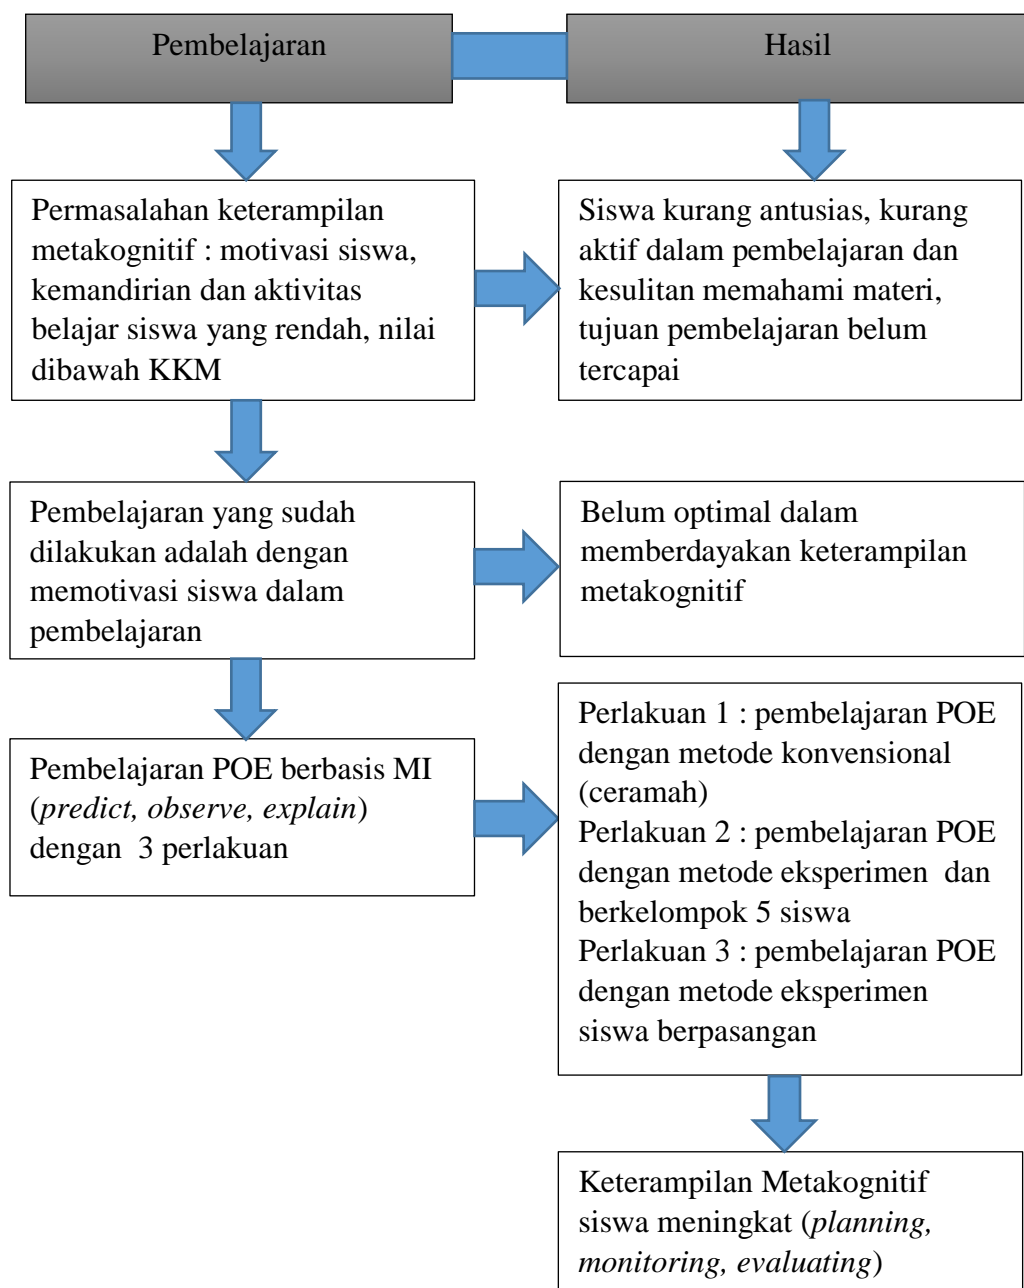 Pembelajaran
Hasil
Permasalahan keterampilan
metakognitif : motivasi siswa,
kemandirian dan aktivitas
belajar siswa yang rendah, nilai
dibawah KKM
Siswa kurang antusias, kurang
aktif dalam pembelajaran dan
kesulitan memahami materi,
tujuan pembelajaran belum
tercapai
Pembelajaran yang sudah
dilakukan adalah dengan
memotivasi siswa dalam
pembelajaran
Belum optimal dalam
memberdayakan keterampilan
metakognitif
Pembelajaran POE berbasis MI
(predict, observe, explain)
dengan  3 perlakuan
Perlakuan 1 : pembelajaran POE
dengan metode konvensional
(ceramah)
Perlakuan 2 : pembelajaran POE
dengan metode eksperimen  dan
berkelompok 5 siswa
Perlakuan 3 : pembelajaran POE
dengan metode eksperimen
siswa berpasangan
Keterampilan Metakognitif
siswa meningkat (planning,
monitoring, evaluating)